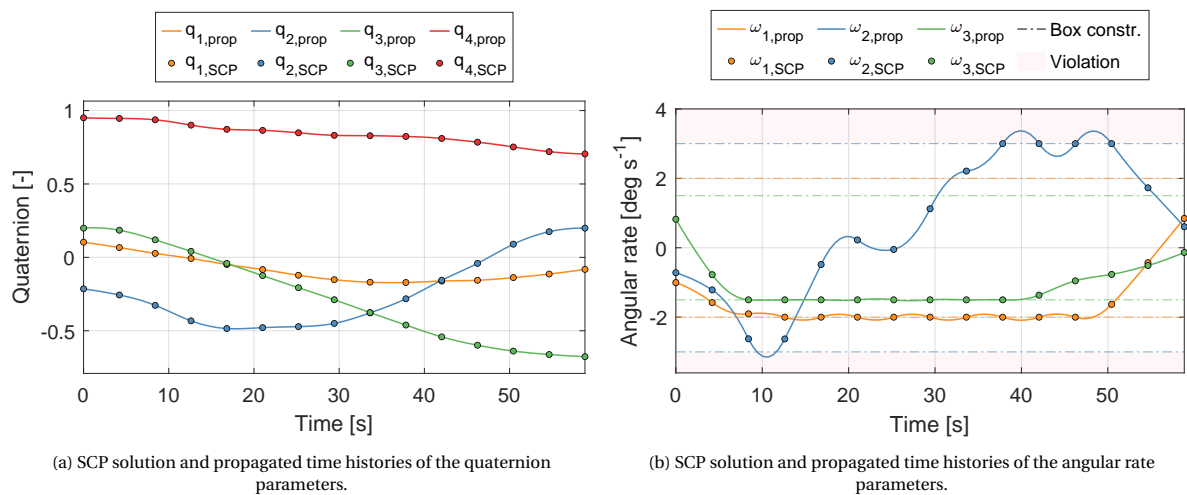 q1,prop q2,prop q3,prop q4,prop
q1,SCP q2,SCP q3,SCP q4,SCP
1
0.5
0
-0.5
Quaternion [-]
0 10 20 30 40 50
Time [s]
(a) SCP solution and propagated time histories of the quaternion
parameters.
ω1,prop ω2,prop ω3,prop Box constr.
ω1,SCP ω2,SCP ω3,SCP Violation
4
2
0
-2
Angular rate [deg s-1]
0 10 20 30 40 50
Time [s]
(b) SCP solution and propagated time histories of the angular rate
parameters.